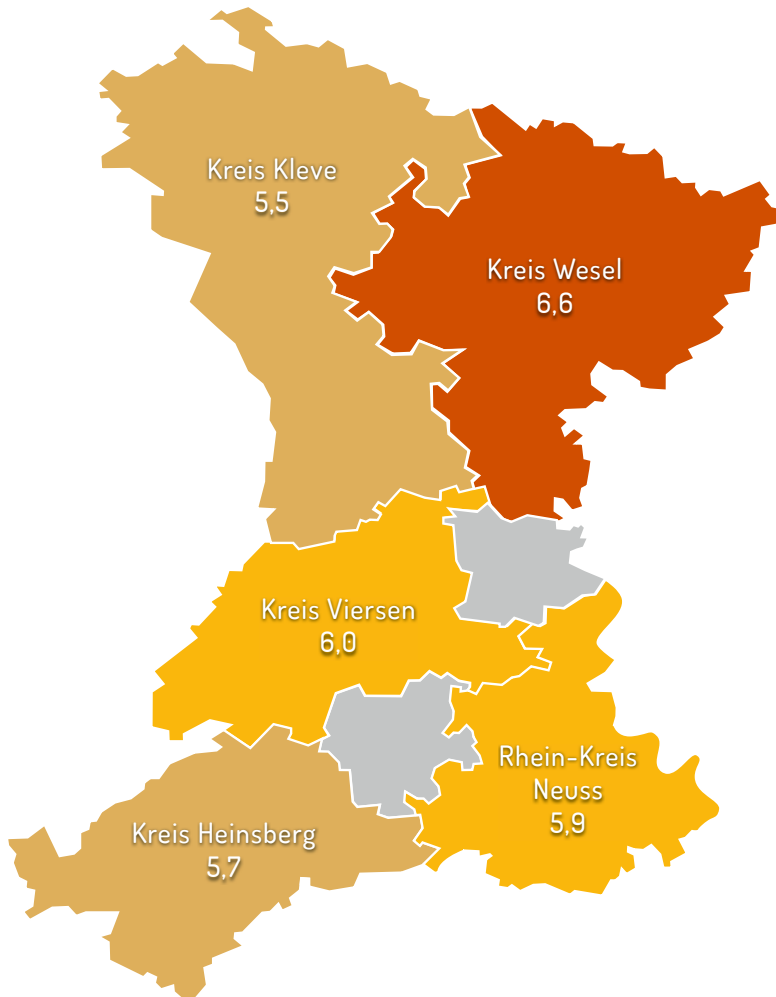 Kreis Kleve
5,5
Kreis Wesel
6,6
Kreis Viersen
6,0
Rhein-Kreis
Neuss
5,9
Kreis Heinsberg
5,7